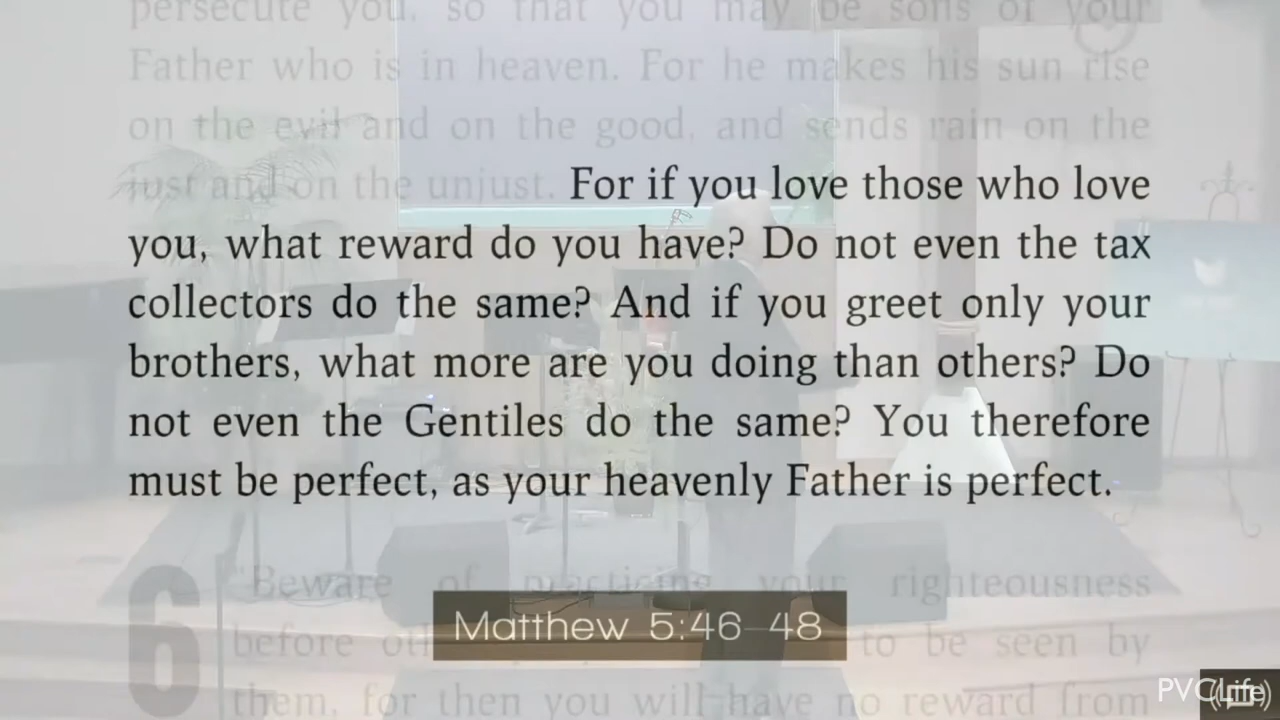 persecute you, so that you may be sons of your
Father who is in heaven. For he makes his sun rise
on the evil and on the good, and sends rain on the
just and on the unjust. For if you love those who love
you, what reward do you have? Do not even the tax
collectors do the same? And if you greet only your
brothers, what more are you doing than others? Do
not even the Gentiles do the same? You therefore
must be perfect, as your heavenly Father is perfect.
6 "Beware of practicing your righteousness
before to be seen by
Matthew 5:46–48
them, for then you will have no reward from
PVCLife